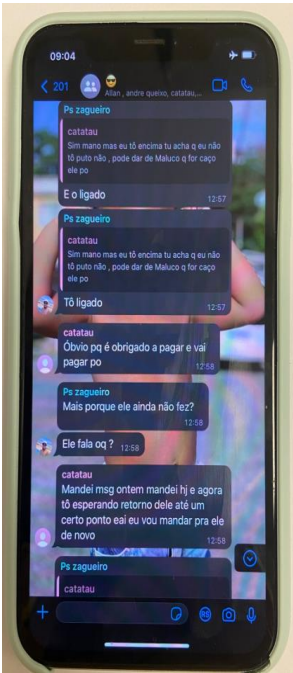 09:04
201
😎
Allan , andre queixo, catatau,...
Ps zagueiro
catatau
Sim mano mas eu tô encima tu acha q eu não
tô puto não , pode dar de Maluco q for caço
ele po
E o ligado
12:57
Ps zagueiro
catatau
Sim mano mas eu tô encima tu acha q eu não
tô puto não , pode dar de Maluco q for caço
ele po
Tô ligado
12:57
catatau
Óbvio pq é obrigado a pagar e vai
pagar po
12:58
Ps zagueiro
Mais porque ele ainda não fez?
12:58
Ele fala oq ?
12:58
catatau
Mandei msg ontem mandei hj e agora
tô esperando retorno dele até um
certo ponto eai eu vou mandar pra ele
de novo
12:58
Ps zagueiro
catatau
R$